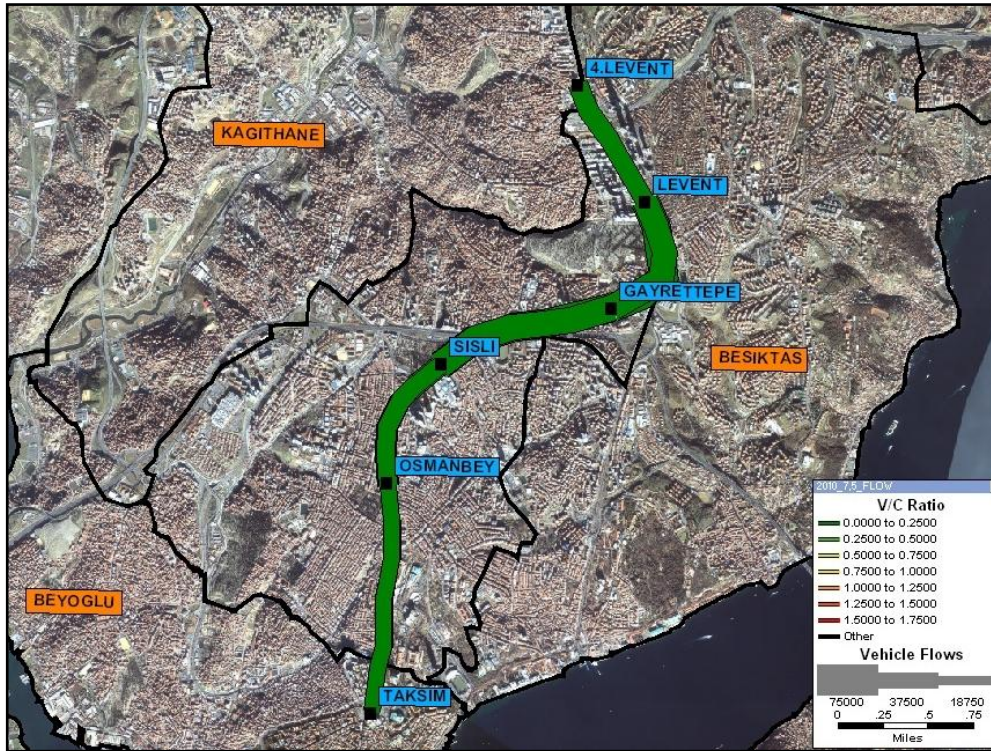 4.LEVENT
KAGITHANE
LEVENT
GAYRETTEPE
SISLI
BESIKTAS
OSMANBEY
BEYOGLU
TAKSIM
2010_7,5_FLOW
V/C Ratio
0.0000 to 0.2500
0.2500 to 0.5000
0.5000 to 0.7500
0.7500 to 1.0000
1.0000 to 1.2500
1.2500 to 1.5000
1.5000 to 1.7500
Other
Vehicle Flows
75000 37500 18750
0 .25 .5 .75
Miles